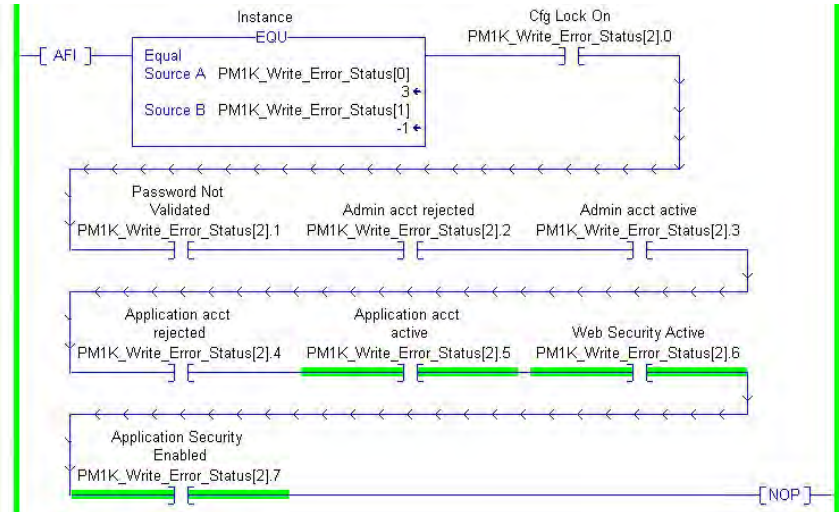 Instance
Cfg Lock On
EQU
PM1K_Write_Error_Status[2].0
AFI
Equal
Source A PM1K_Write_Error_Status[0]
3
Source B PM1K_Write_Error_Status[1]
-1
Password Not
Validated
Admin acct rejected
Admin acct active
PM1K_Write_Error_Status[2].1 PM1K_Write_Error_Status[2].2 PM1K_Write_Error_Status[2].3
Application acct
rejected
Application acct
active
Web Security Active
PM1K_Write_Error_Status[2].4 PM1K_Write_Error_Status[2].5 PM1K_Write_Error_Status[2].6
Application Security
Enabled
PM1K_Write_Error_Status[2].7
NOP